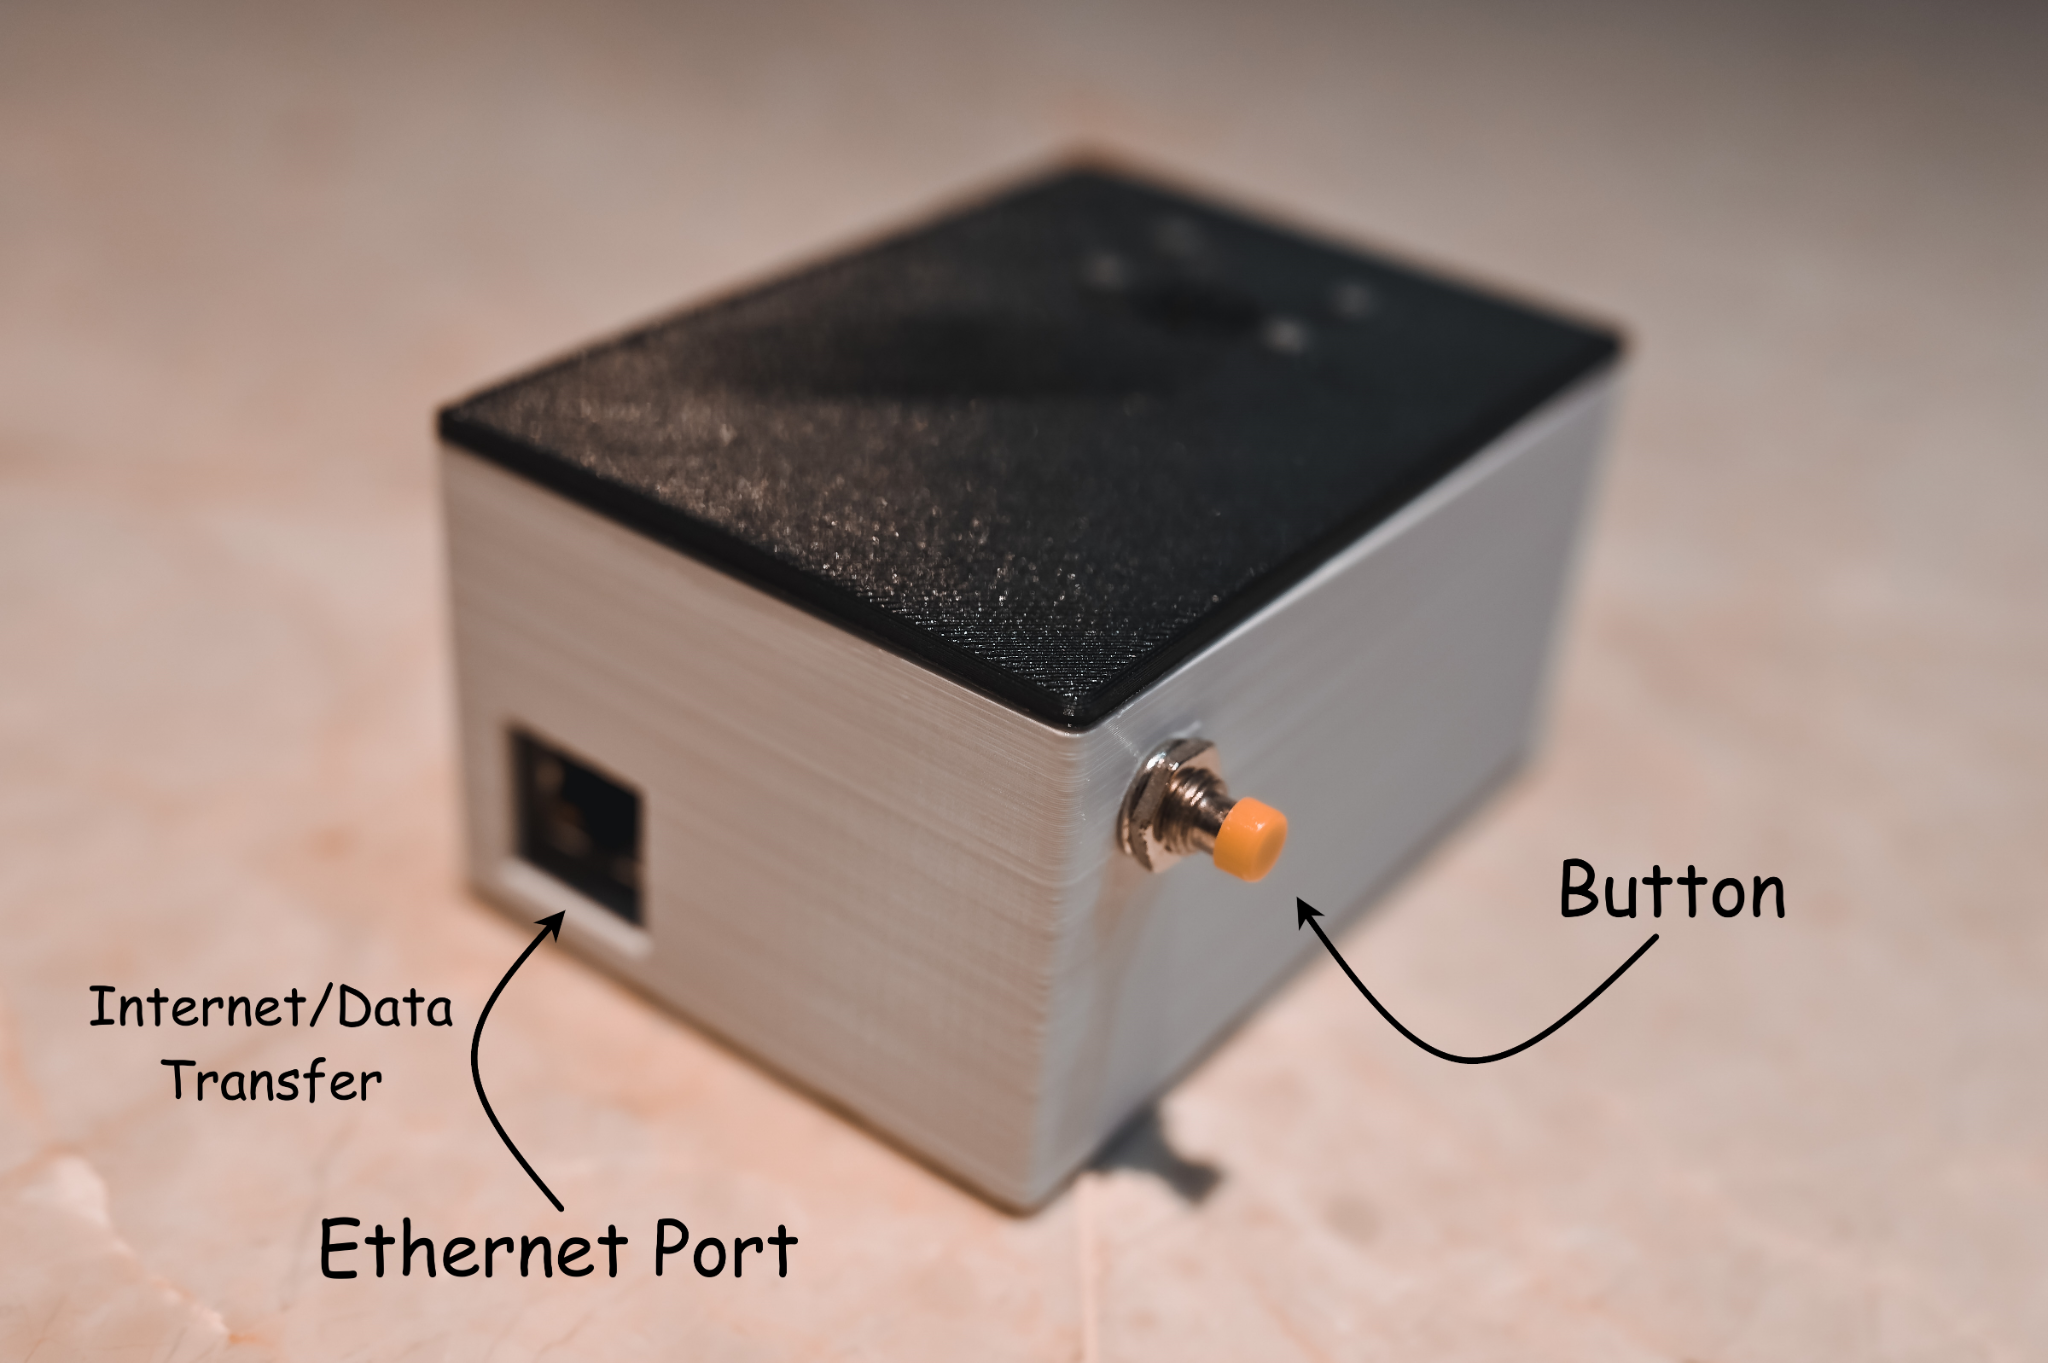 Button
Internet/Data
Transfer
Ethernet Port